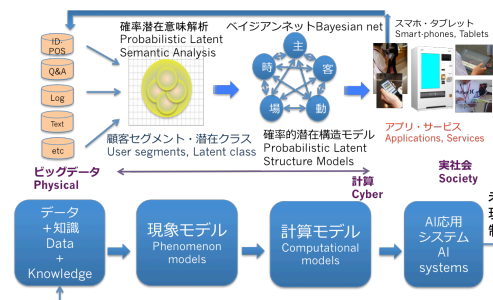 ID-
POS
Q&A
Log
Text
etc
ビッグデータ
Physical
確率潜在意味解析
Probabilistic Latent
Semantic Analysis
顧客セグメント・潜在クラス
User segments, Latent class
ベイジアンネットBayesian net
主
時
客
場
動
確率的潜在構造モデル
Probabilistic Latent
Structure Models
スマホ・タブレット
Smart-phones, Tablets
アプリ・サービス
Applications, Services
計算
Cyber
実社会
Society
データ
＋知識
Data
+
Knowledge
現象モデル
Phenomenon
models
計算モデル
Computational
models
AI応用
システム
AI
systems